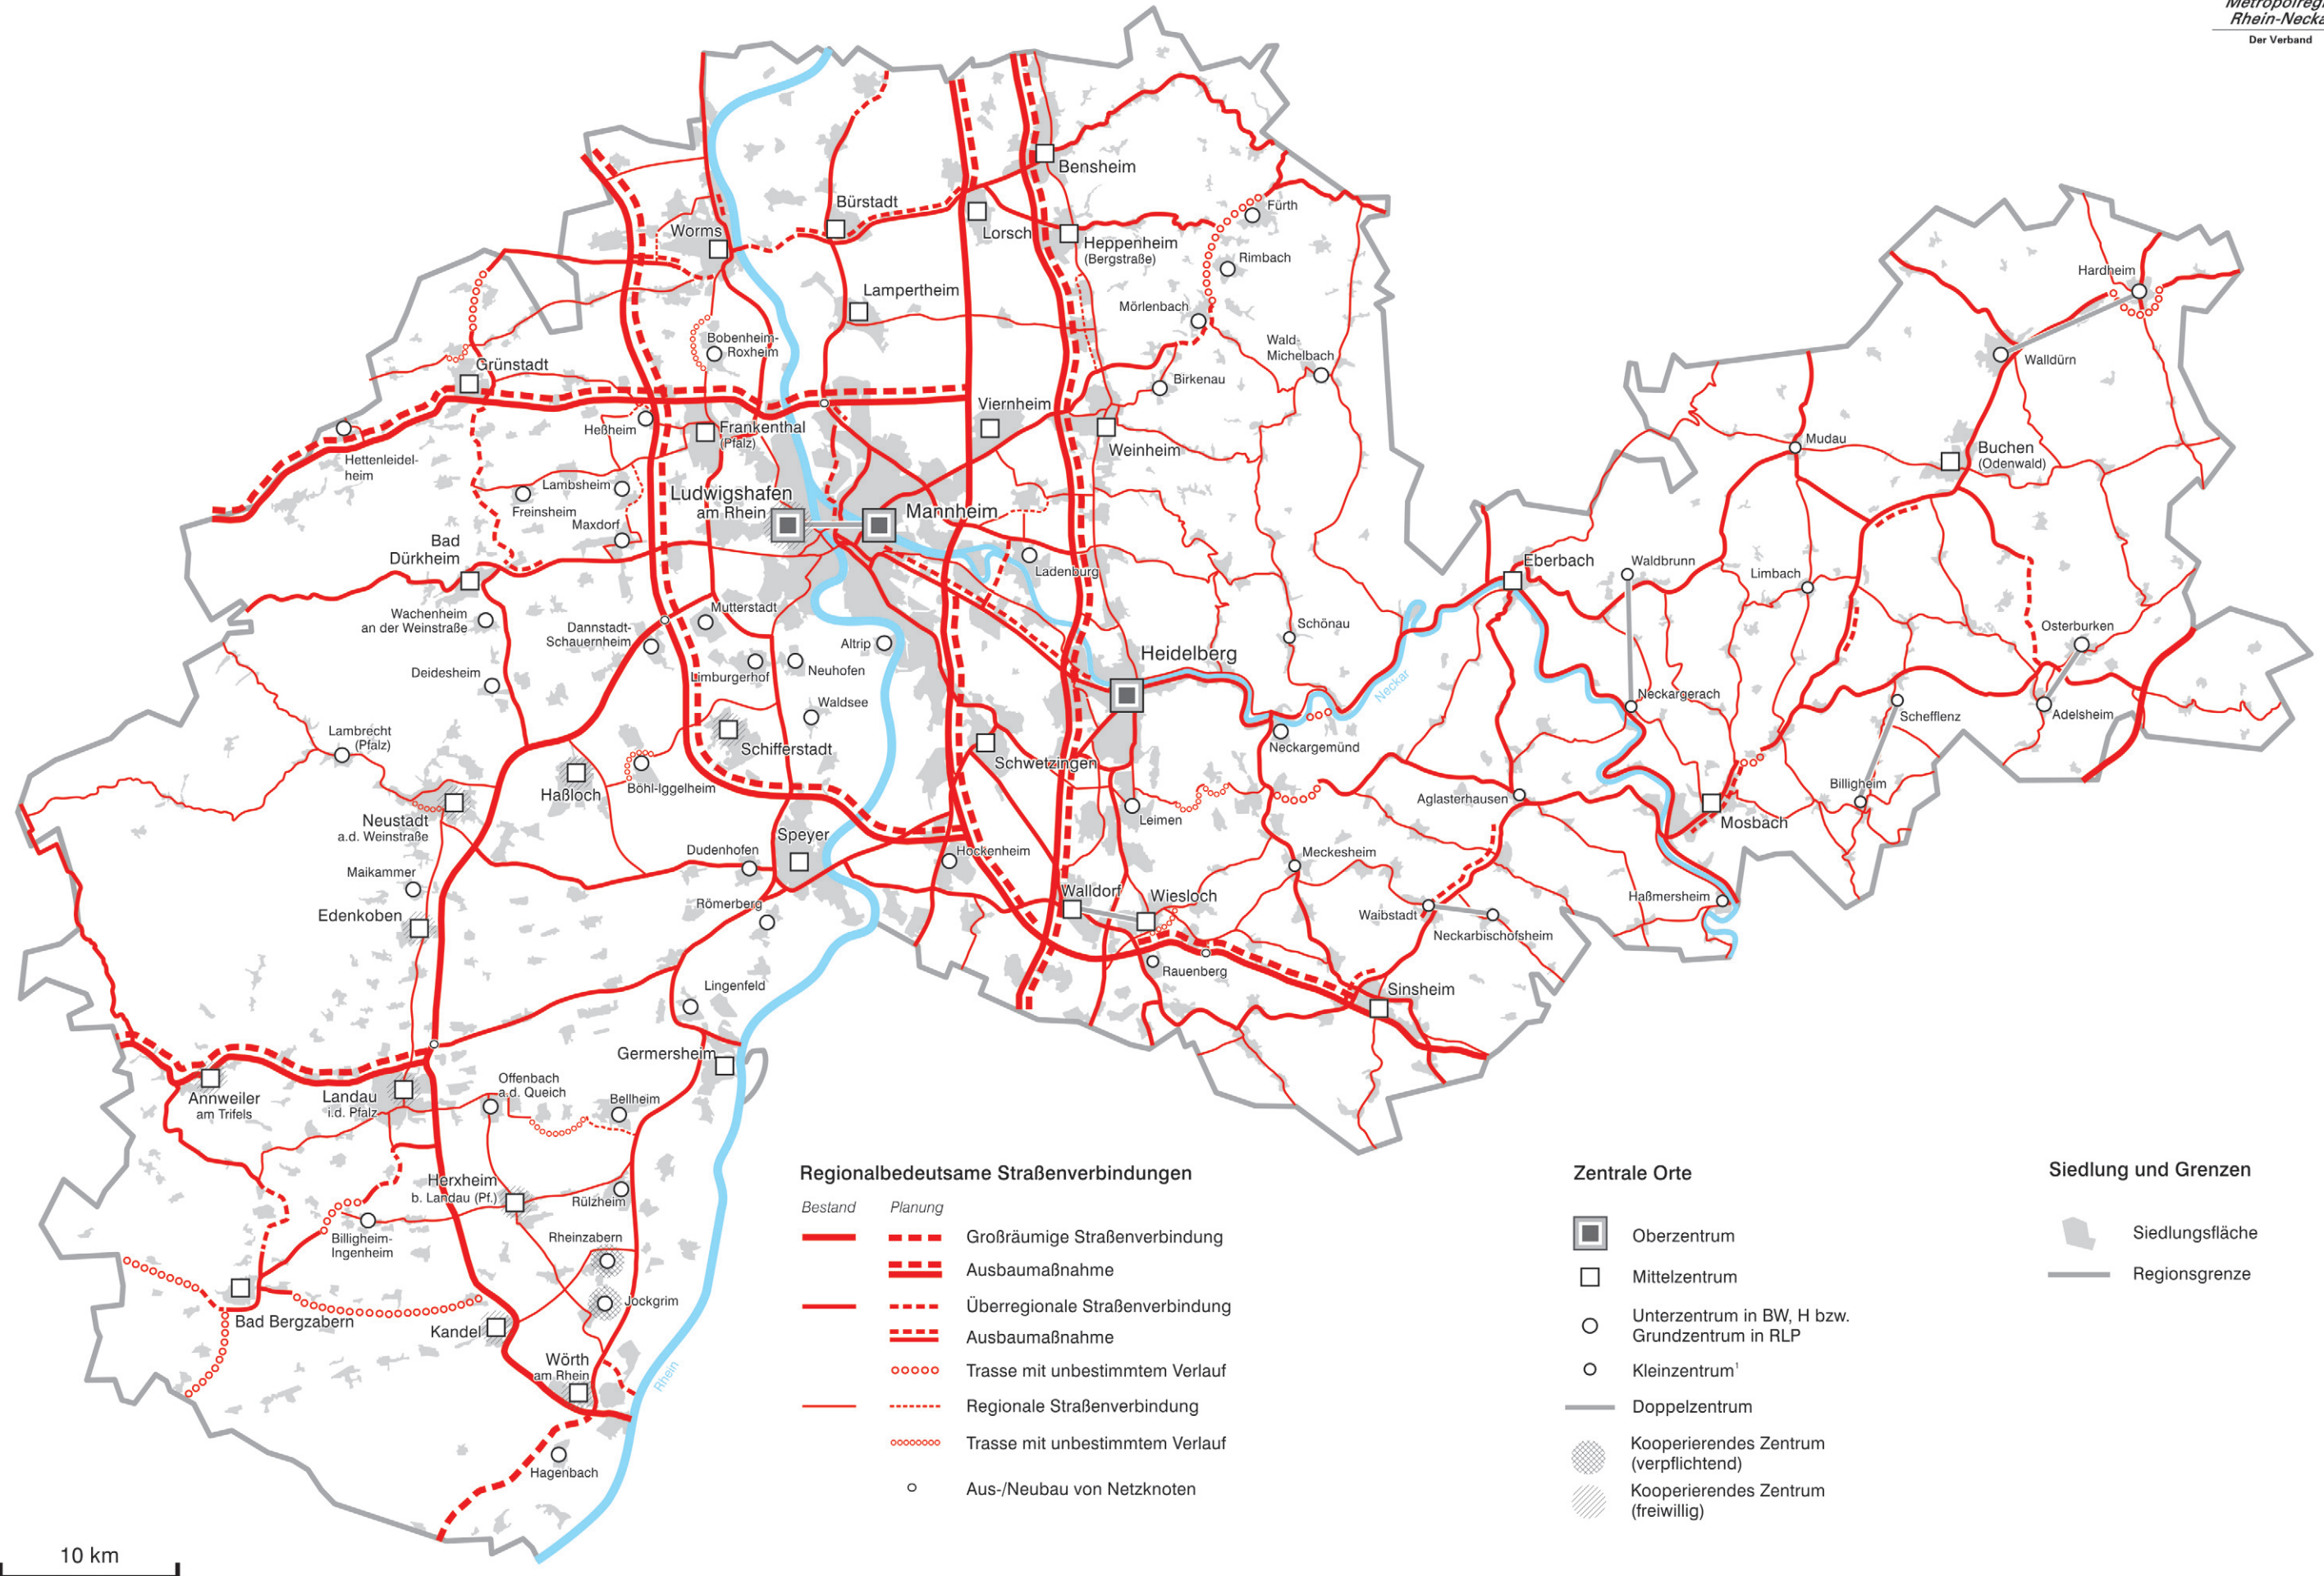 Rhein-Necka
Der Verband
Bensheim
Bürstadt
Fürth
Worms
Lorsch
Heppenheim
(Bergstraße)
Rimbach
Hardheim
Lampertheim
Mörlenbach
Bobenheim-
Roxheim
Wald-
Michelbach
Walldürn
Grünstadt
Birkenau
Viernheim
Heßheim
Frankenthal
(Pfalz)
Weinheim
Mudau
Buchen
(Odenwald)
Hettenleidel-
heim
Lambsheim
Ludwigshafen
am Rhein
Mannheim
Freinsheim
Maxdorf
Bad
Dürkheim
Ladenburg
Eberbach
Waldbrunn
Limbach
Wachenheim
an der Weinstraße
Mutterstadt
Dannstadt-
Schauernheim
Altrip
Schönau
Osterburken
Heidelberg
Limburgerhof
Neuhofen
Deidesheim
Neckar
Waldsee
Neckargerach
Schefflenz
Adelsheim
Lambrecht
(Pfalz)
Schifferstadt
Neckargemünd
Schwetzingen
Haßloch
Böhl-Iggelheim
Billigheim
Aglasterhausen
Leimen
Mosbach
Neustadt
a.d. Weinstraße
Speyer
Dudenhofen
Hockenheim
Meckesheim
Maikammer
Walldorf
Wiesloch
Haßmersheim
Edenkoben
Römerberg
Waibstadt
Neckarbischofsheim
Rauenberg
Lingenfeld
Sinsheim
Germersheim
Annweiler
am Trifels
Landau
i.d. Pfalz
Offenbach
a.d. Queich
Bellheim
Herxheim
b. Landau (Pf.)
Rülzheim
Billigheim-
Ingenheim
Rheinzabern
Jockgrim
Bad Bergzabern
Kandel
Wörth
am Rhein
Rhein
Hagenbach
10 km
Regionalbedeutsame Straßenverbindungen
Bestand Planung
Großräumige Straßenverbindung
Ausbaumaßnahme
Überregionale Straßenverbindung
Ausbaumaßnahme
Trasse mit unbestimmtem Verlauf
Regionale Straßenverbindung
Trasse mit unbestimmtem Verlauf
Aus-/Neubau von Netzknoten
Zentrale Orte
Oberzentrum
Mittelzentrum
Unterzentrum in BW, H bzw.
Grundzentrum in RLP
Kleinzentrum¹
Doppelzentrum
Kooperierendes Zentrum
(verpflichtend)
Kooperierendes Zentrum
(freiwillig)
Siedlung und Grenzen
Siedlungsfläche
Regionsgrenze